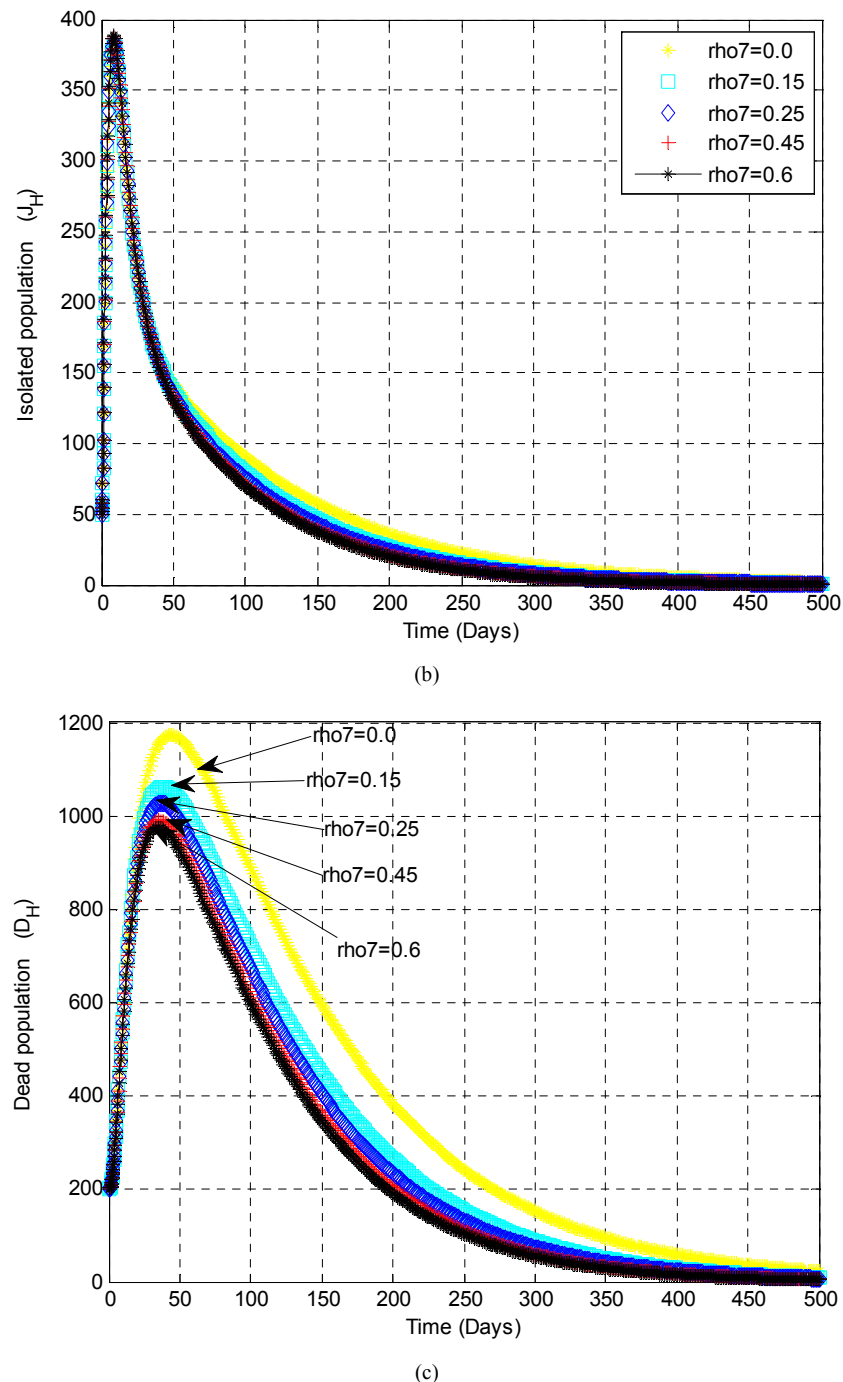 400
350
300
250
200
150
100
50
0
Isolated population (J_H)
rho7=0.0
rho7=0.15
rho7=0.25
rho7=0.45
rho7=0.6
0 50 100 150 200 250 300 350 400 450 500
Time (Days)
(b)
1200
1000
800
600
400
200
0
Dead population (D_H)
rho7=0.0
rho7=0.15
rho7=0.25
rho7=0.45
rho7=0.6
0 50 100 150 200 250 300 350 400 450 500
Time (Days)
(c)